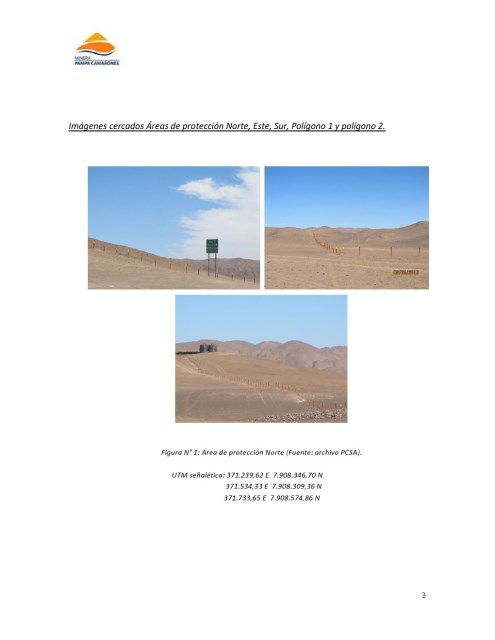 MINERA
PAMPA CAMARONES
Imágenes cercados Áreas de protección Norte, Este, Sur, Polígono 1 y polígono 2.
Figura N° 1: Área de protección Norte (Fuente: archivo PCSA).
UTM señalética: 371.239,62 E 7.908.346,70 N
371.534,33 E 7.908.309,36 N
371.733,65 E 7.908.574,86 N
3